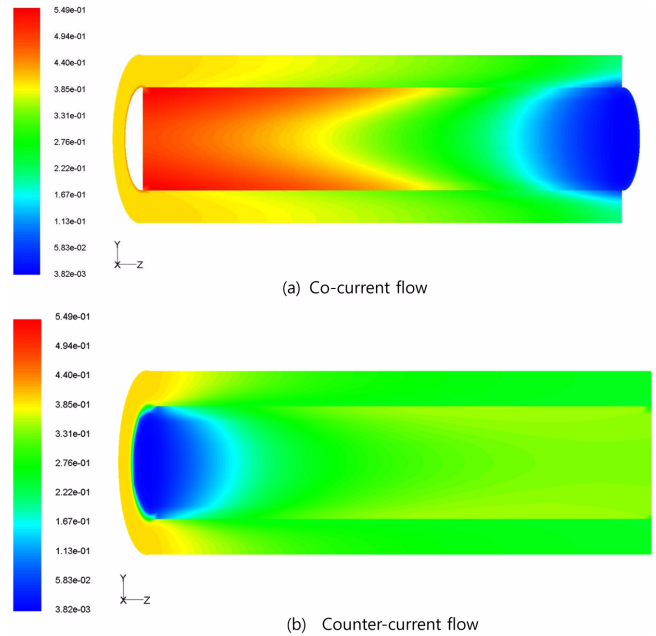 5.49e-01
4.94e-01
4.40e-01
3.85e-01
3.31e-01
2.76e-01
2.22e-01
1.67e-01
1.13e-01
5.83e-02
3.82e-03
Y
X Z
(a) Co-current flow
5.49e-01
4.94e-01
4.40e-01
3.85e-01
3.31e-01
2.76e-01
2.22e-01
1.67e-01
1.13e-01
5.83e-02
3.82e-03
Y
X Z
(b) Counter-current flow